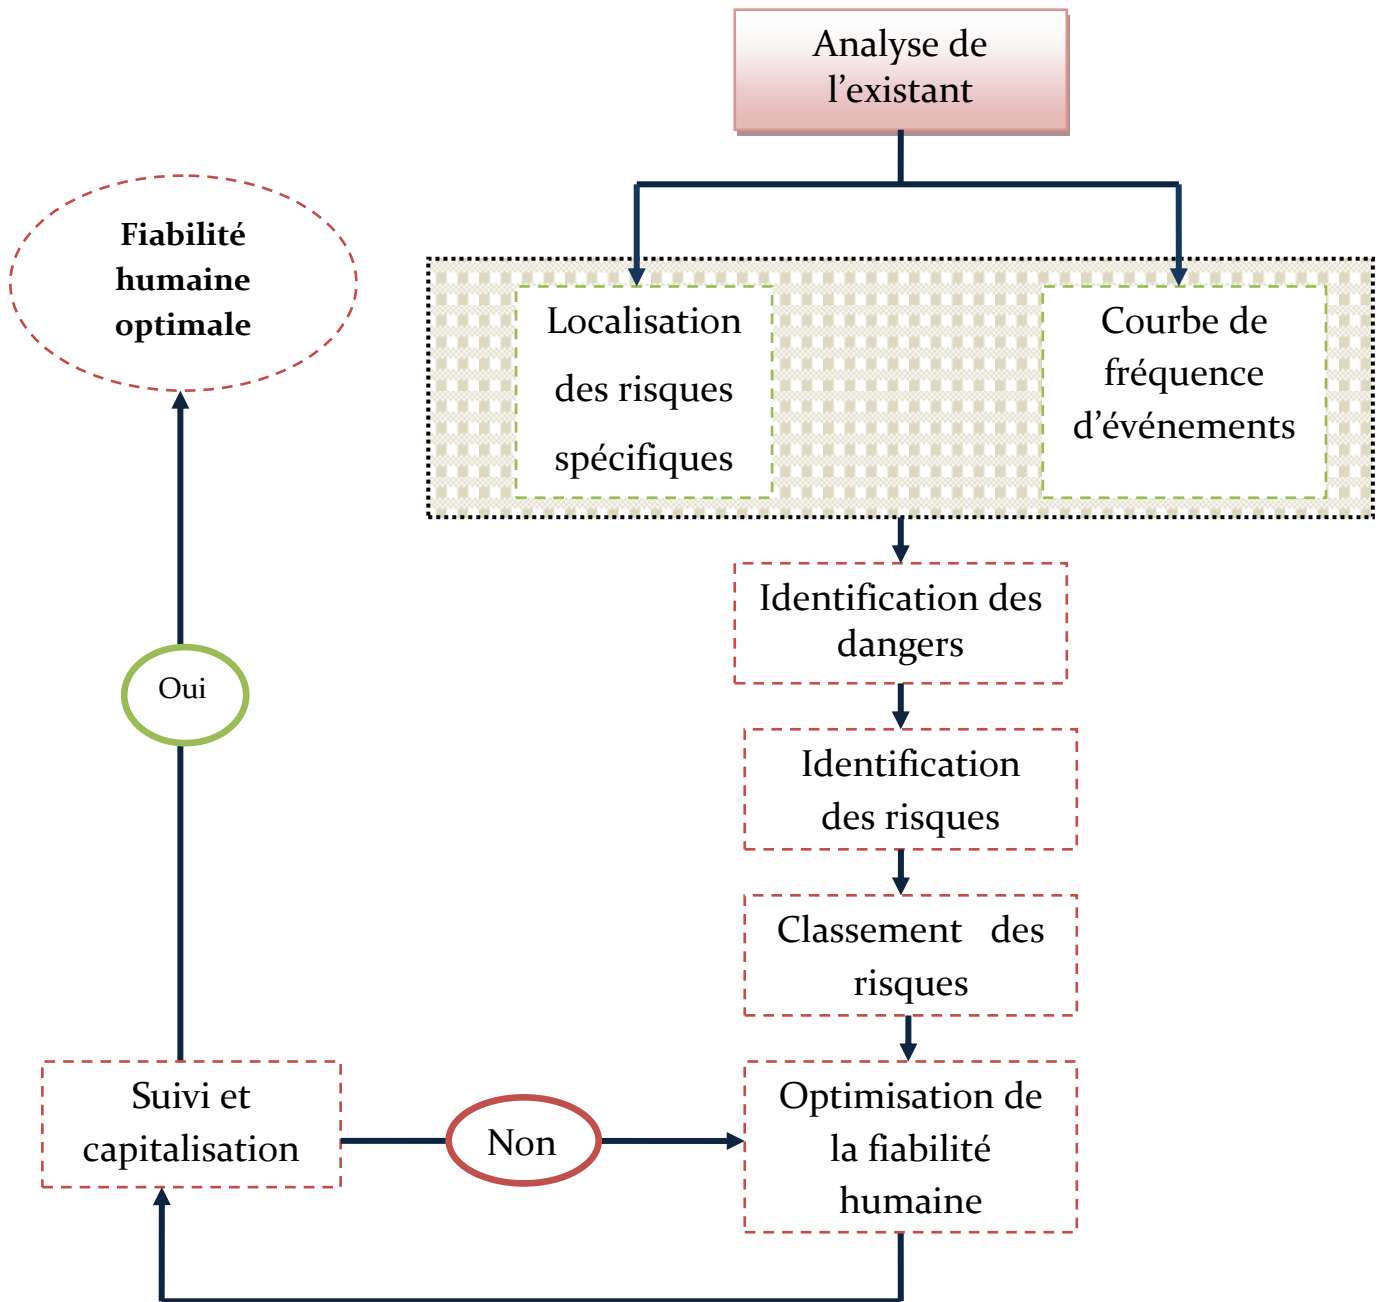 Analyse de
l’existant
Fiabilité
humaine
optimale
Localisation
des risques
spécifiques
Courbe de
fréquence
d’événements
Identification des
dangers
Oui
Identification
des risques
Classement des
risques
Suivi et
capitalisation
Non
Optimisation de
la fiabilité
humaine